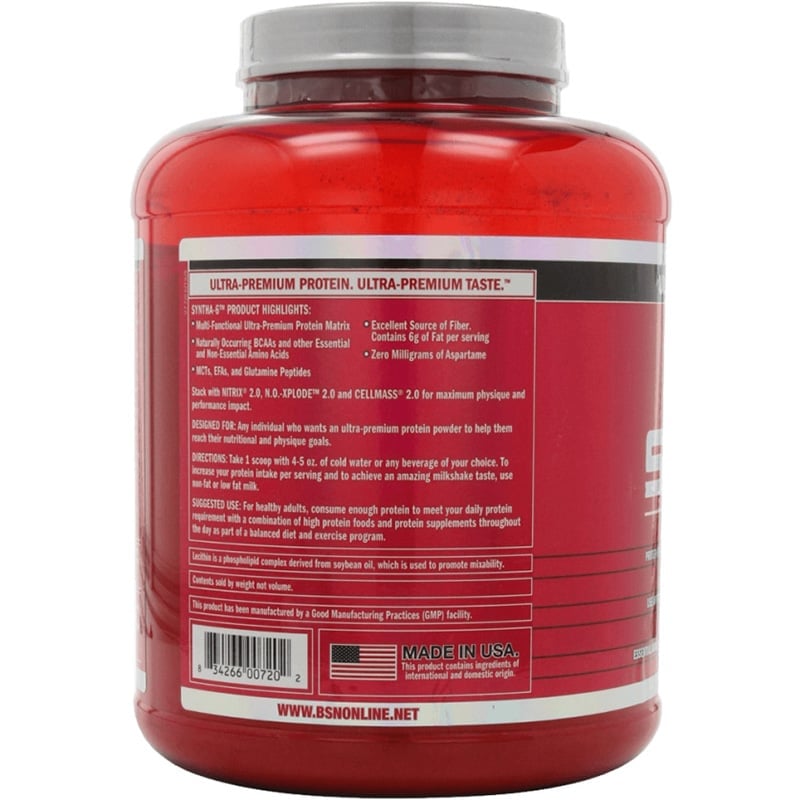 ULTRA-PREMIUM PROTEIN. ULTRA-PREMIUM TASTE.™
SYNTHA-6™ PRODUCT HIGHLIGHTS:
• Multi-Functional Ultra-Premium Protein Matrix
• Naturally Occurring BCAAs and other Essential
and Non-Essential Amino Acids
• MCTs, EFAs, and Glutamine Peptides
• Excellent Source of Fiber.
Contains 6g of Fat per serving
• Zero Milligrams of Aspartame
Stack with NITRIX® 2.0, N.O.-XPLODE™ 2.0 and CELLMASS® 2.0 for maximum physique and
performance impact.
DESIGNED FOR: Any individual who wants an ultra-premium protein powder to help them
reach their nutritional and physique goals.
DIRECTIONS: Take 1 scoop with 4-5 oz. of cold water or any beverage of your choice. To
increase your protein intake per serving and to achieve an amazing milkshake taste, use
non-fat or low fat milk.
SUGGESTED USE: For healthy adults, consume enough protein to meet your daily protein
requirement with a combination of high protein foods and protein supplements throughout
the day as part of a balanced diet and exercise program.
Lecithin is a phospholipid complex derived from soybean oil, which is used to promote mixability.
Contents sold by weight not volume.
This product has been manufactured by a Good Manufacturing Practices (GMP) facility.
8 34266 00720 2
MADE IN USA.
This product contains ingredients of
international and domestic origin.
WWW.BSNONLINE.NET